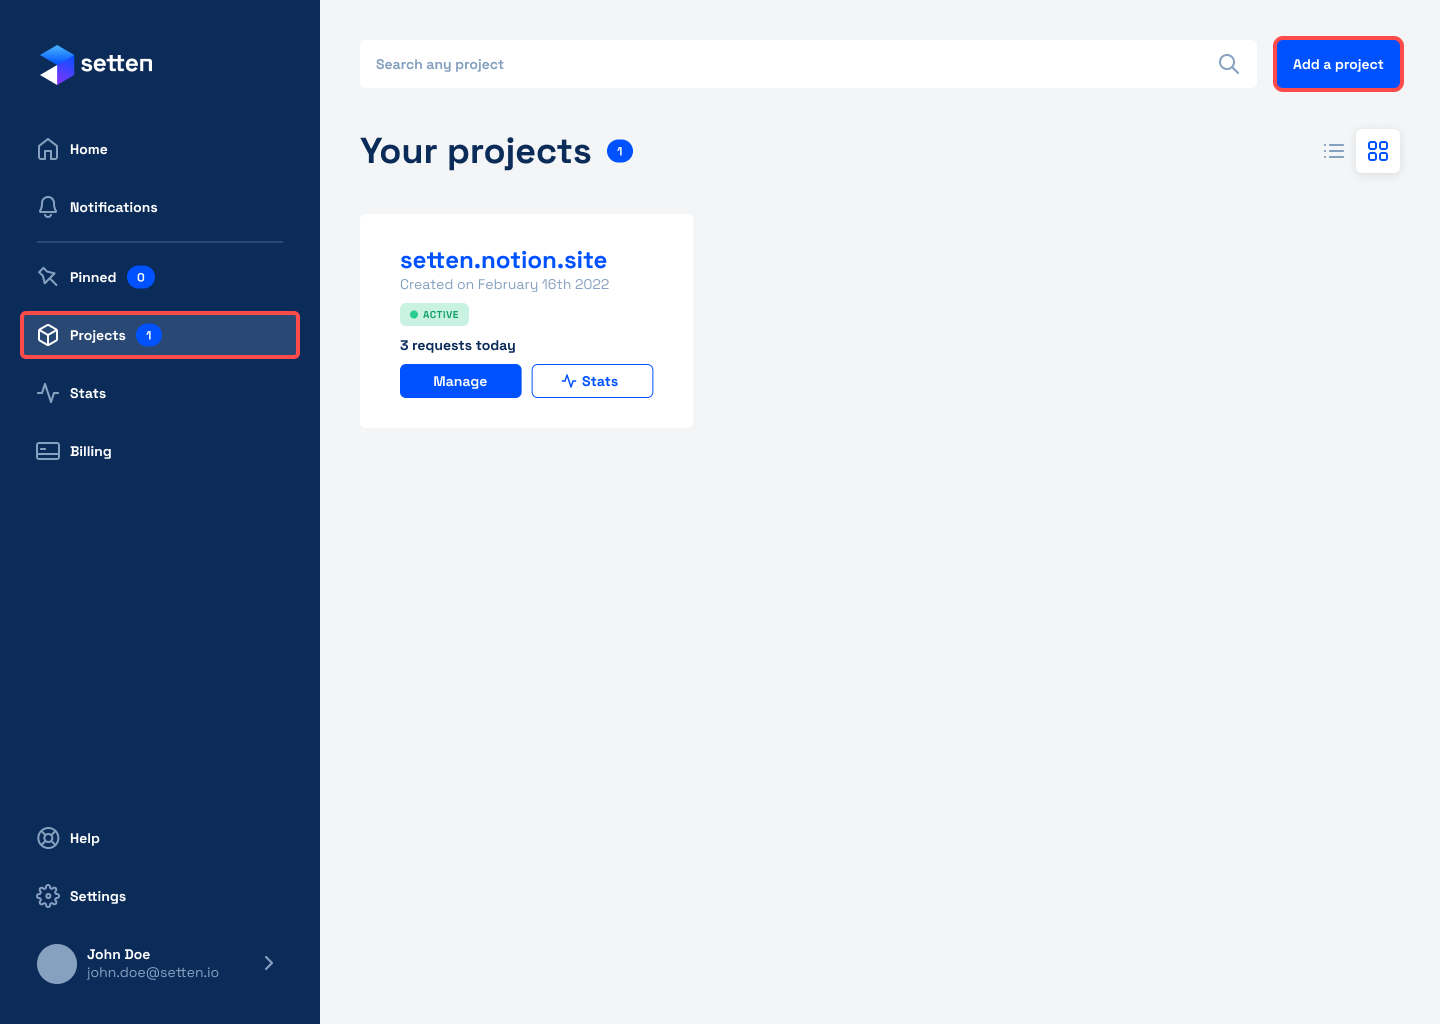 setten
Home
Notifications
Pinned 0
Projects 1
Stats
Billing
Help
Settings
John Doe
john.doe@setten.io
Search any project
Add a project
Your projects 1
setten.notion.site
Created on February 16th 2022
ACTIVE
3 requests today
Manage
Stats